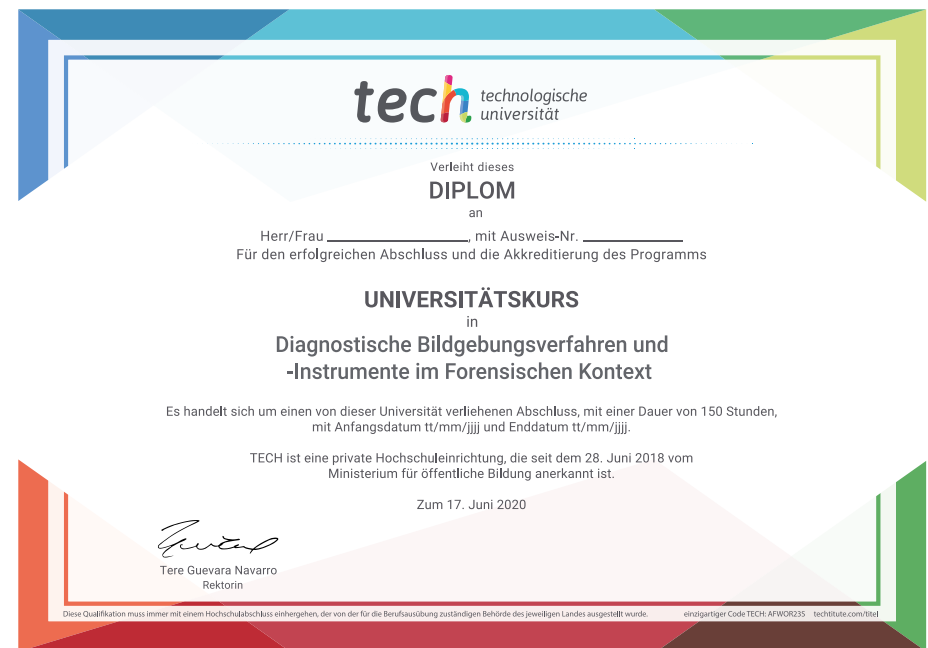 tech technologische
universität
Verleiht dieses
DIPLOM
an
Herr/Frau ____________________, mit Ausweis-Nr. ______________
Für den erfolgreichen Abschluss und die Akkreditierung des Programms
UNIVERSITÄTSKURS
in
Diagnostische Bildgebungsverfahren und
-Instrumente im Forensischen Kontext
Es handelt sich um einen von dieser Universität verliehenen Abschluss, mit einer Dauer von 150 Stunden,
mit Anfangsdatum tt/mm/jjjj und Enddatum tt/mm/jjjj.
TECH ist eine private Hochschuleinrichtung, die seit dem 28. Juni 2018 vom
Ministerium für öffentliche Bildung anerkannt ist.
Zum 17. Juni 2020
Tere Guevara Navarro
Rektorin
Diese Qualifikation muss immer mit einem Hochschulabschluss einhergehen, der von der für die Berufsausübung zuständigen Behörde des jeweiligen Landes ausgestellt wurde. einzigartiger Code TECH: AFWOR23S techtitute.com/titel